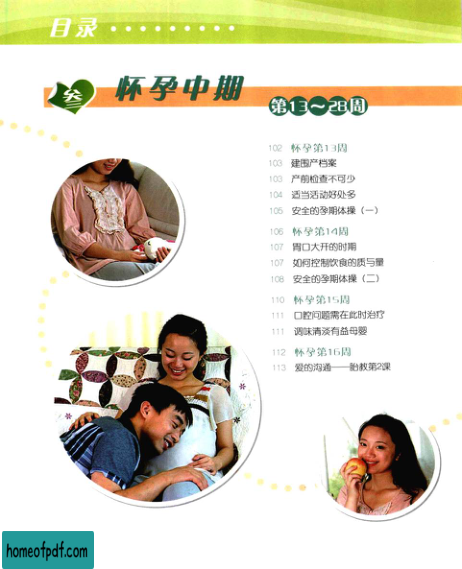 目录
叁 怀孕中期
第13～28周
102 怀孕第13周
103 建围产档案
103 产前检查不可少
104 适当活动好处多
105 安全的孕期体操（一）
106 怀孕第14周
107 胃口大开的时期
107 如何控制饮食的质与量
108 安全的孕期体操（二）
110 怀孕第15周
111 口腔问题需在此时治疗
111 调味清淡有益母婴
112 怀孕第16周
113 爱的沟通——胎教第2课
homeofpdf.com